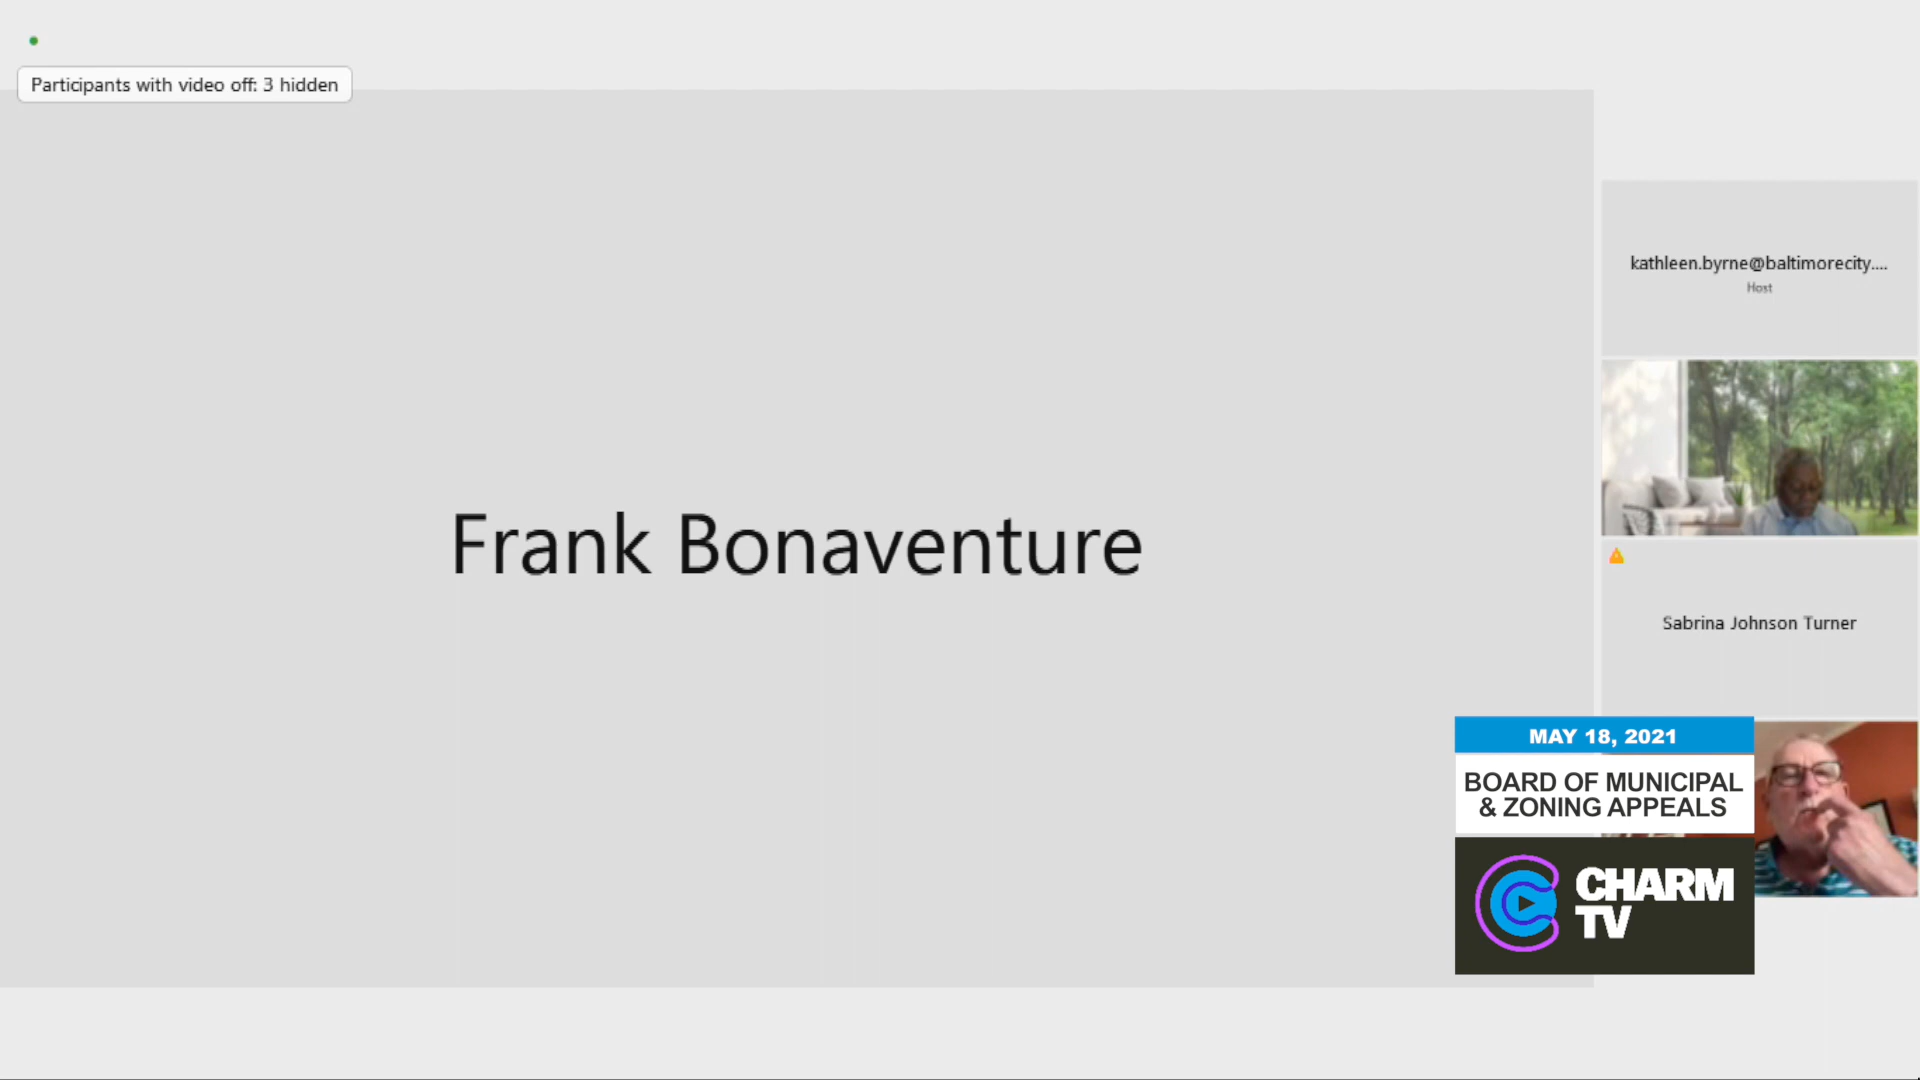 Participants with video off: 3 hidden
Frank Bonaventure
kathleen.byrne@baltimorecity....
Host
Sabrina Johnson Turner
MAY 18, 2021
BOARD OF MUNICIPAL
& ZONING APPEALS
CHARM
TV